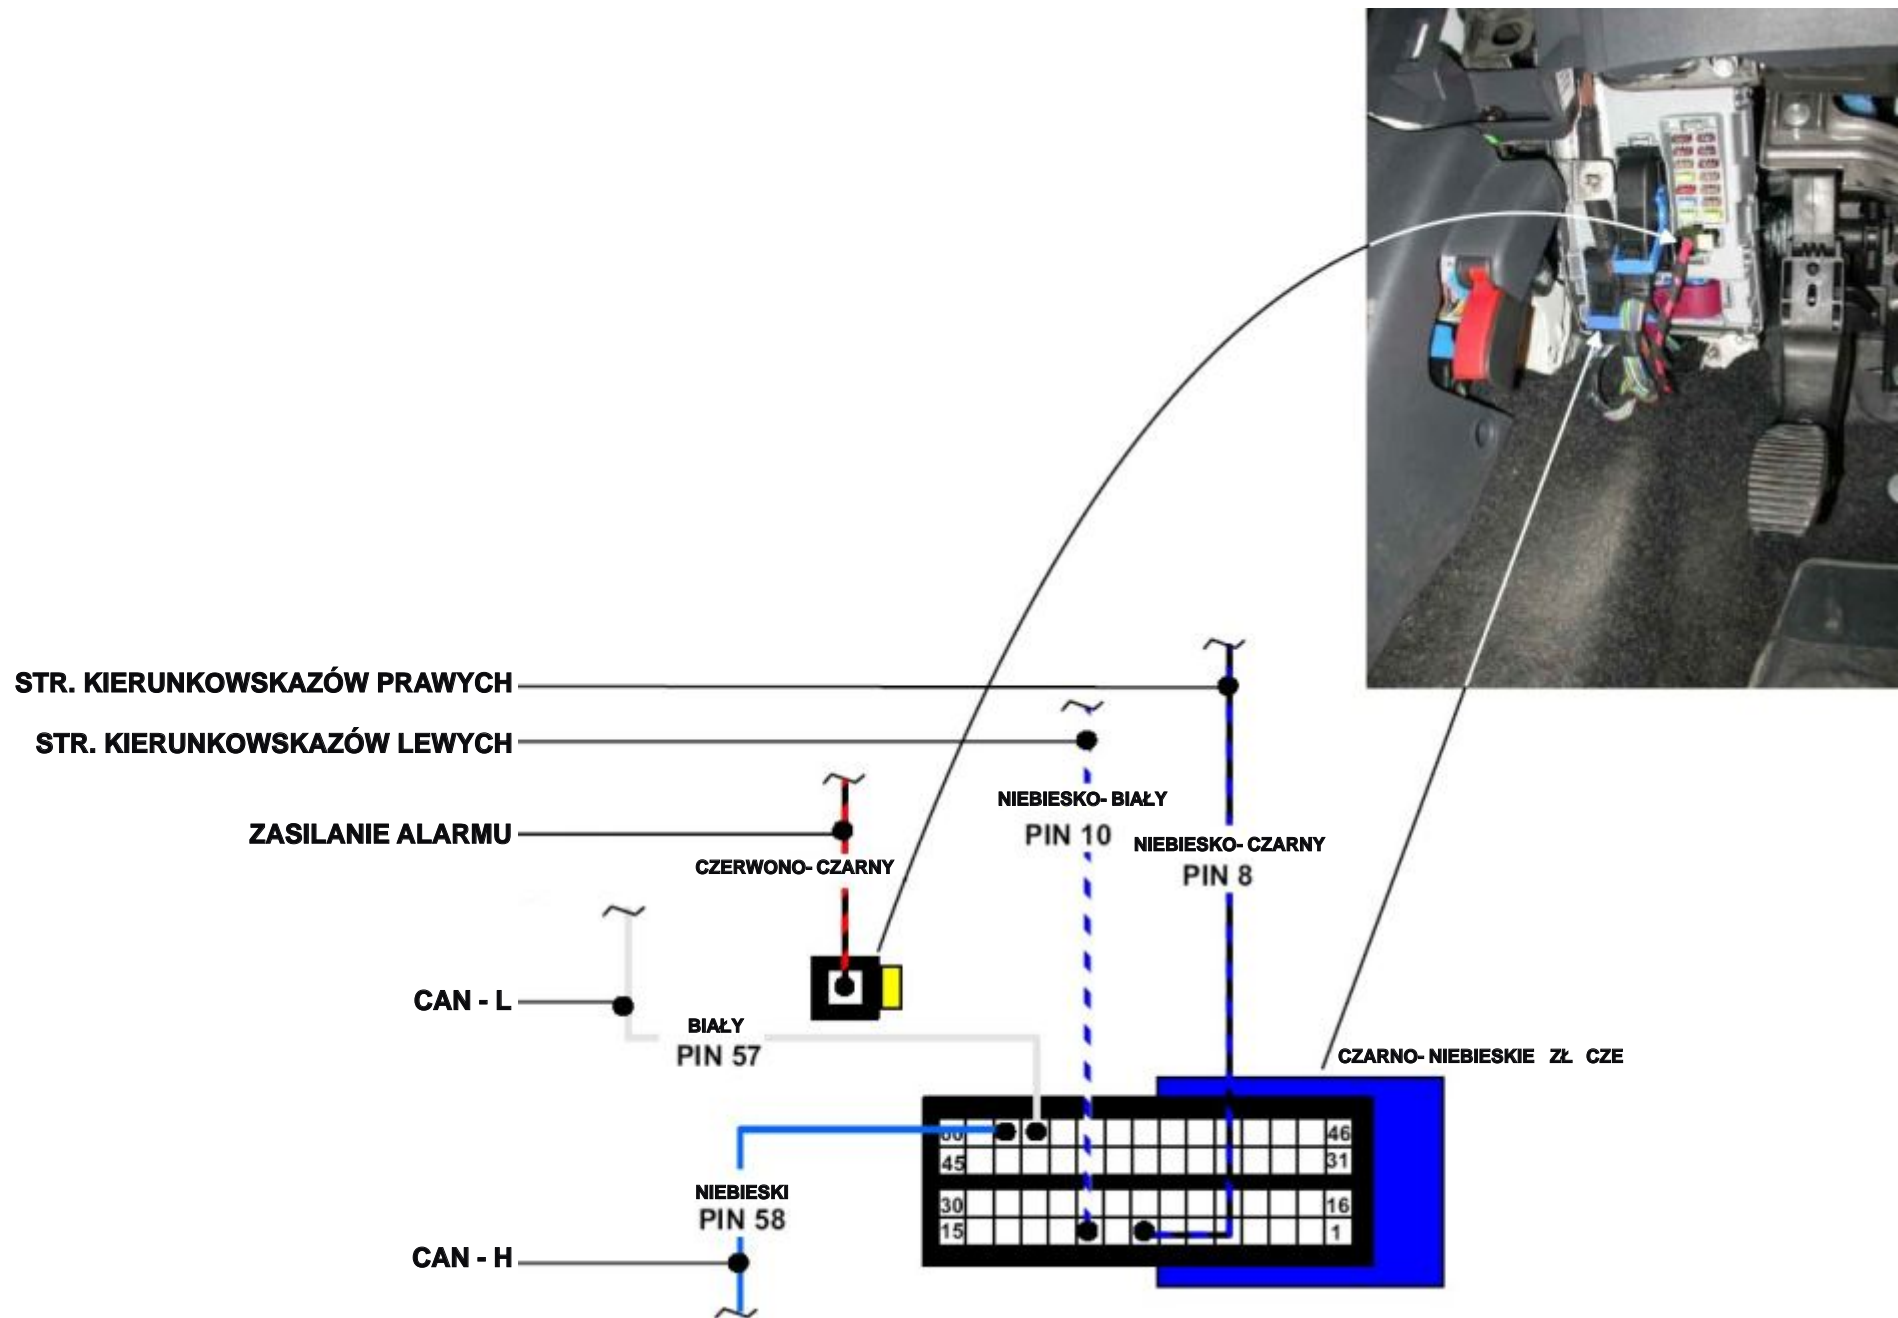 STR. KIERUNKOWSKAZÓW PRAWYCH
STR. KIERUNKOWSKAZÓW LEWYCH
NIEBIESKO- BIAŁY
PIN 10
ZASILANIE ALARMU
NIEBIESKO- CZARNY
PIN 8
CZERWONO- CZARNY
CAN - L
BIAŁY
PIN 57
CZARNO- NIEBIESKIE ZŁ CZE
60 46
45 31
NIEBIESKI
PIN 58
30 16
15 1
CAN - H